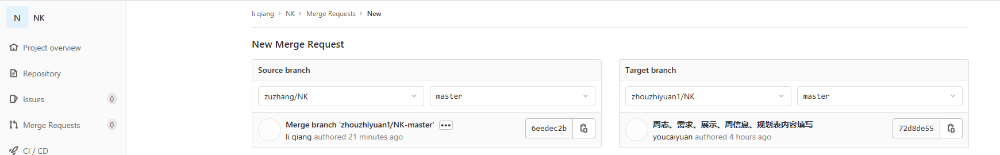 N NK
Project overview
Repository
Issues 0
Merge Requests 0
CI / CD
li qiang > NK > Merge Requests > New
New Merge Request
Source branch
zuzhang/NK master
Merge branch 'zhouzhiyuan1/NK-master' ••• 6eedec2b
li qiang authored 21 minutes ago
Target branch
zhouzhiyuan1/NK master
周志、需求、展示、周信息、规划表内容填写 72d8de55
youcaiyuan authored 4 hours ago